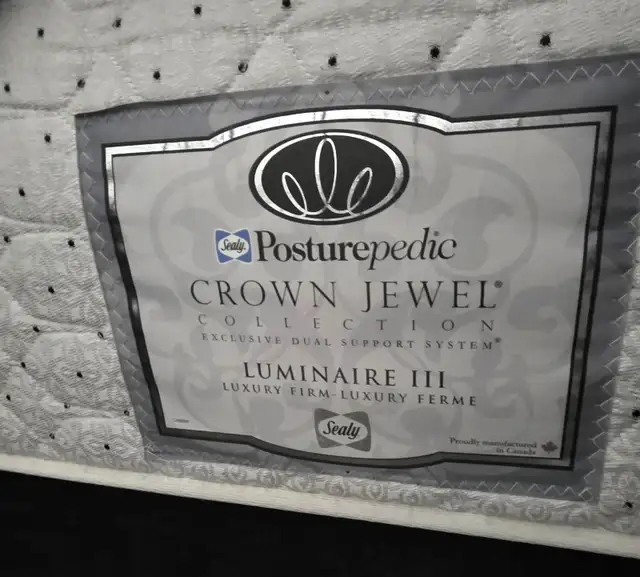 Sealy Posturepedic
CROWN JEWEL®
COLLECTION
EXCLUSIVE DUAL SUPPORT SYSTEM®
LUMINAIRE III
LUXURY FIRM-LUXURY FERME
Sealy
Proudly manufactured
in Canada